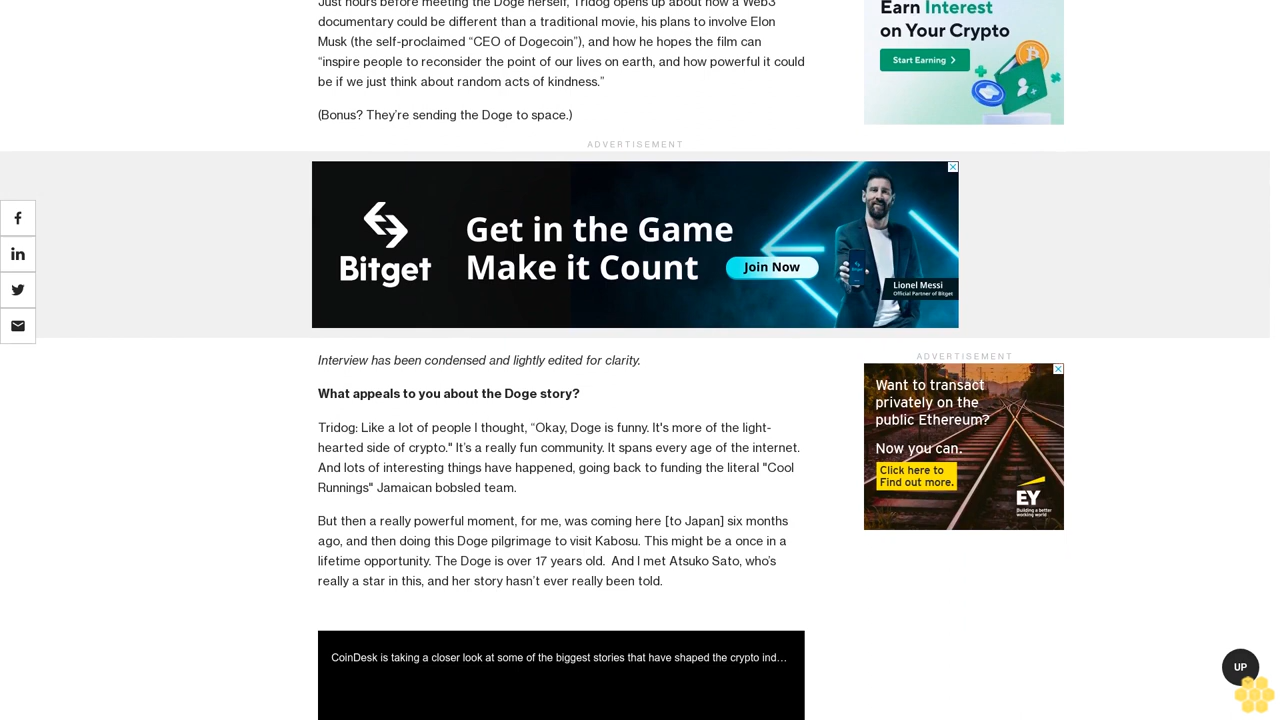 Just hours before meeting the Doge herself, Tridog opens up about how a Web3
documentary could be different than a traditional movie, his plans to involve Elon
Musk (the self-proclaimed “CEO of Dogecoin”), and how he hopes the film can
“inspire people to reconsider the point of our lives on earth, and how powerful it could
be if we just think about random acts of kindness.”
(Bonus? They’re sending the Doge to space.)
Earn Interest
on Your Crypto
Start Earning
ADVERTISEMENT
Bitget
Get in the Game
Make it Count
Join Now
Lionel Messi
Official Partner of Bitget
in
Interview has been condensed and lightly edited for clarity.
What appeals to you about the Doge story?
Tridog: Like a lot of people I thought, “Okay, Doge is funny. It's more of the light-
hearted side of crypto." It’s a really fun community. It spans every age of the internet.
And lots of interesting things have happened, going back to funding the literal "Cool
Runnings" Jamaican bobsled team.
But then a really powerful moment, for me, was coming here [to Japan] six months
ago, and then doing this Doge pilgrimage to visit Kabosu. This might be a once in a
lifetime opportunity. The Doge is over 17 years old.  And I met Atsuko Sato, who’s
really a star in this, and her story hasn’t ever really been told.
CoinDesk is taking a closer look at some of the biggest stories that have shaped the crypto ind…
ADVERTISEMENT
Want to transact
privately on the
public Ethereum?
Now you can.
Click here to
Find out more.
EY
Building a better
working world
UP